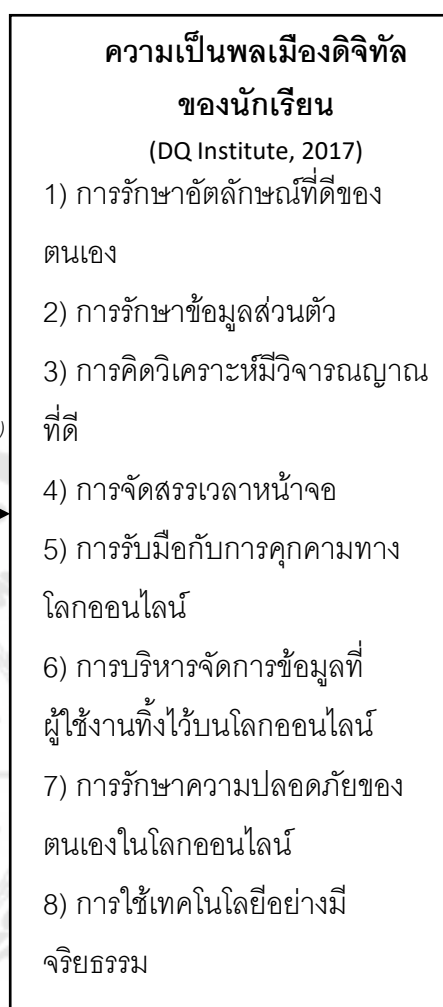 ความเป็นพลเมืองดิจิทัล
ของนักเรียน
(DQ Institute, 2017)
1) การรักษาอัตลักษณ์ที่ดีของ
ตนเอง
2) การรักษาข้อมูลส่วนตัว
3) การคิดวิเคราะห์มีวิจารณญาณ
ที่ดี
)
4) การจัดสรรเวลาหน้าจอ
5) การรับมือกับการคุกคามทาง
โลกออนไลน์
6) การบริหารจัดการข้อมูลที่
ผู้ใช้งานทิ้งไว้บนโลกออนไลน์
7) การรักษาความปลอดภัยของ
ตนเองในโลกออนไลน์
8) การใช้เทคโนโลยีอย่างมี
จริยธรรม